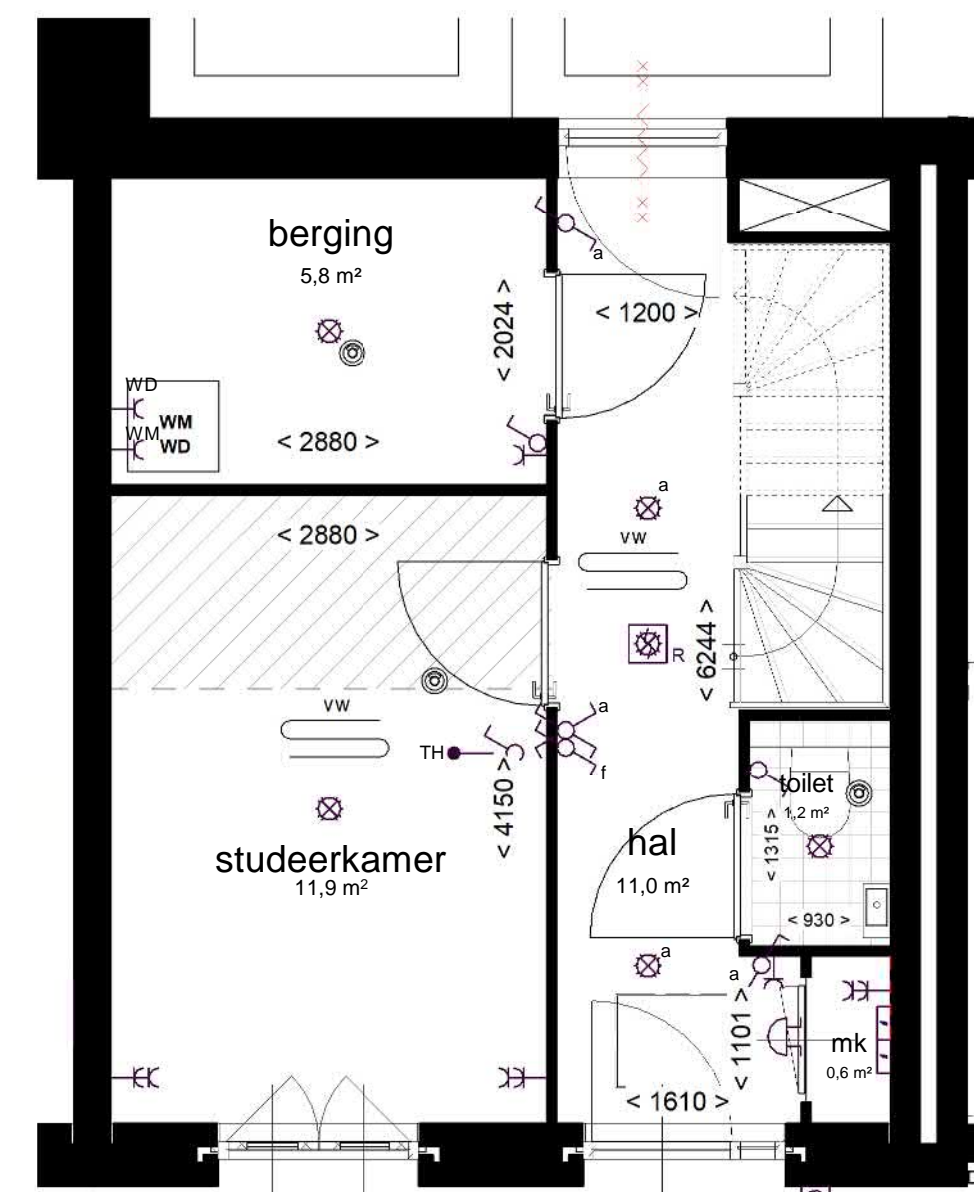 berging
5,8 m²
a
< 2024 >
< 1200 >
WD
WM
WM
WD
< 2880 >
< 2880 >
a
vw
R
< 6244 >
vw
TH
a
f
< 4150 >
toilet
1,2 m²
< 1315 >
< 930 >
studeerkamer
11,9 m²
hal
11,0 m²
a
a
< 1101 >
mk
0,6 m²
< 1610 >